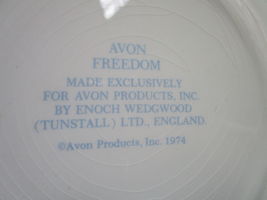 AVON
FREEDOM
MADE EXCLUSIVELY
FOR AVON PRODUCTS, INC.
BY ENOCH WEDGWOOD
(TUNSTALL) LTD., ENGLAND.
©Avon Products, Inc. 1974